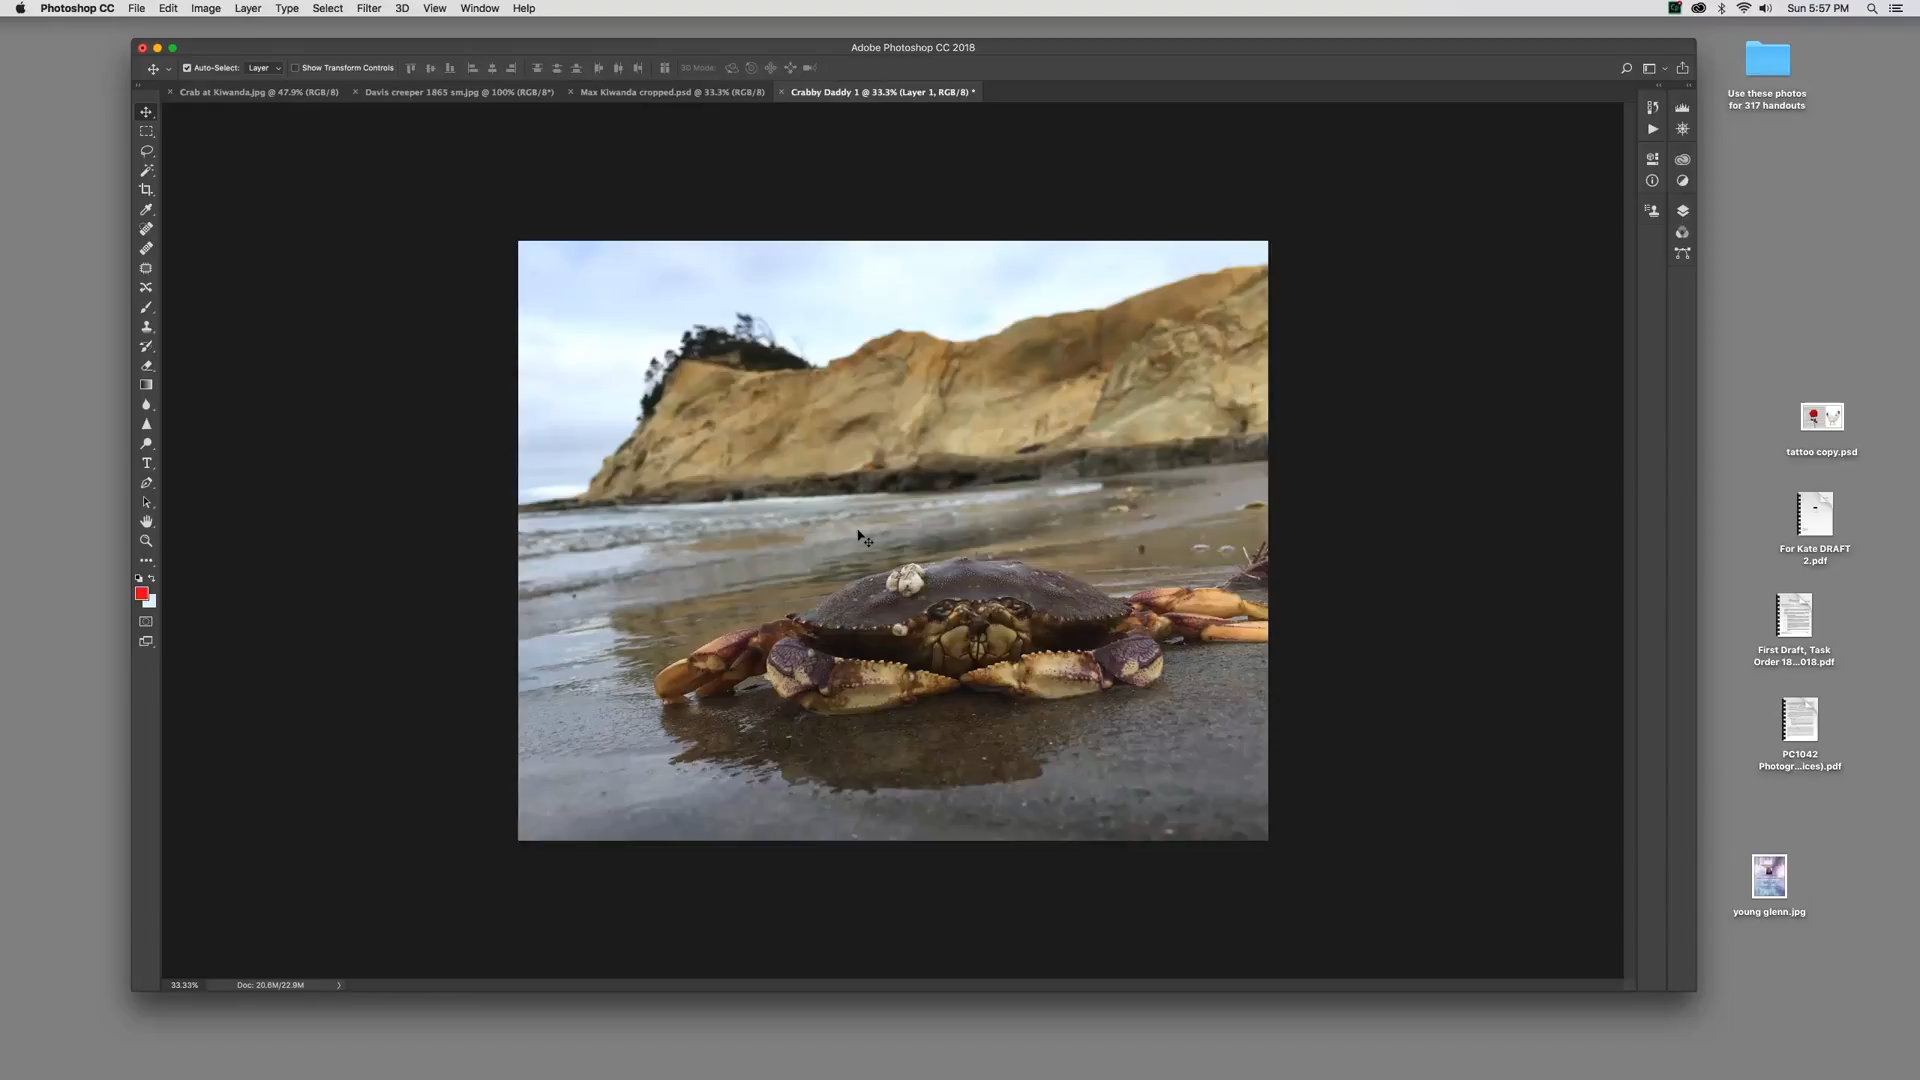 Photoshop CC File Edit Image Layer Type Select Filter 3D View Window Help
Sun 5:57 PM
Adobe Photoshop CC 2018
Auto-Select: Layer Show Transform Controls 3D Mode:
Crab at Kiwanda.jpg @ 47.9% (RGB/8) Davis creeper 1865 sm.jpg @ 100% (RGB/8*) Max Kiwanda cropped.psd @ 33.3% (RGB/8) Crabby Daddy 1 @ 33.3% (Layer 1, RGB/8) *
Use these photos
for 317 handouts
tattoo copy.psd
For Kate DRAFT
2.pdf
First Draft, Task
Order 18...018.pdf
PC1042
Photogr...ices).pdf
young glenn.jpg
33.33% Doc: 20.6M/22.9M